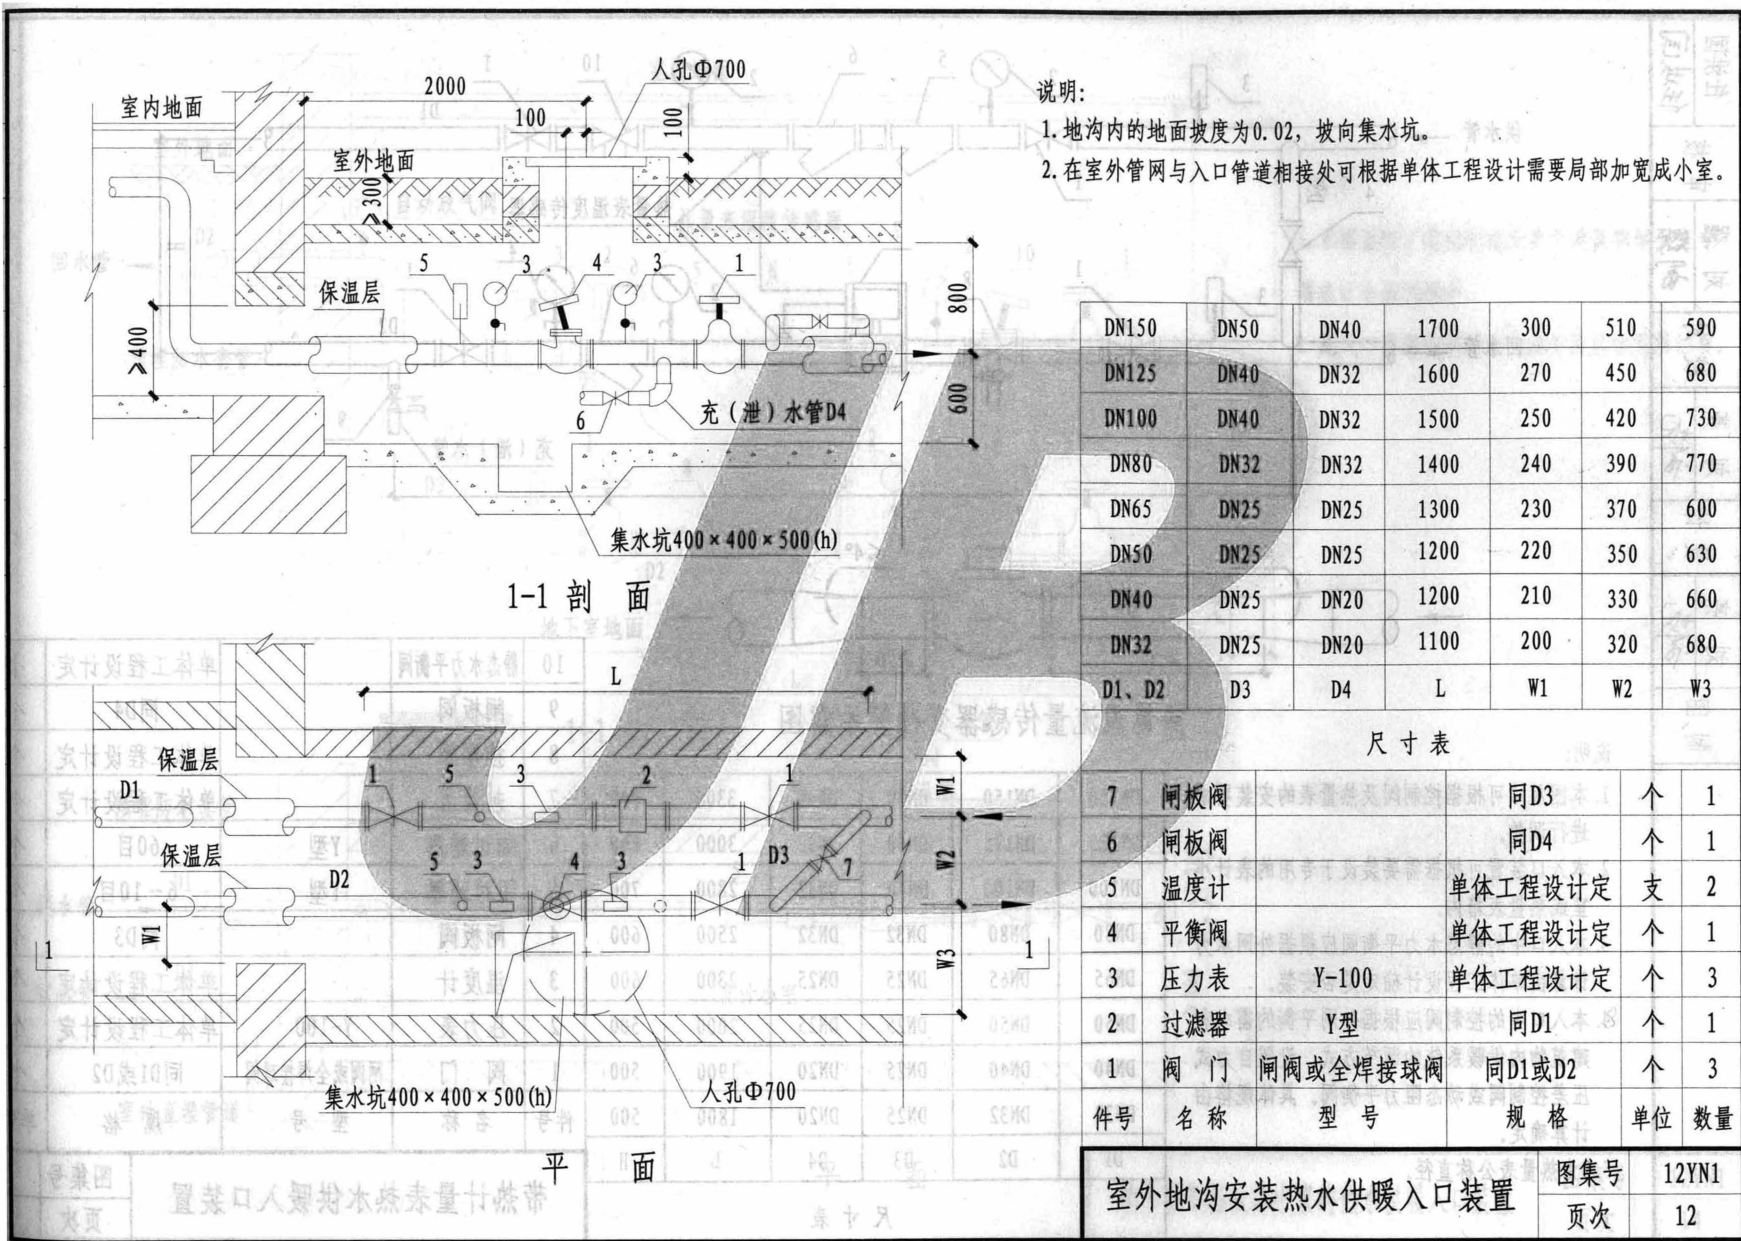 说明:
1. 地沟内的地面坡度为0.02, 坡向集水坑。
2. 在室外管网与入口管道相接处可根据单体工程设计需要局部加宽成小室。
2000
人孔Φ700
室内地面
100
100
室外地面
≥300
5 3 4 3 1
保温层
800
≥400
600
6
充(泄)水管D4
集水坑400×400×500(h)
1-1 剖 面
L
保温层
D1
1 5 3 2 1
W1
保温层
D2
5 3 4 3 1
D3
7
W2
W1
1
W3
1
集水坑400×400×500(h)
人孔Φ700
平 面
DN150 DN50 DN40 1700 300 510 590
DN125 DN40 DN32 1600 270 450 680
DN100 DN40 DN32 1500 250 420 730
DN80 DN32 DN32 1400 240 390 770
DN65 DN25 DN25 1300 230 370 600
DN50 DN25 DN25 1200 220 350 630
DN40 DN25 DN20 1200 210 330 660
DN32 DN25 DN20 1100 200 320 680
D1、D2 D3 D4 L W1 W2 W3
尺寸表
7 闸板阀 同D3 个 1
6 闸板阀 同D4 个 1
5 温度计 单体工程设计定 支 2
4 平衡阀 单体工程设计定 个 1
3 压力表 Y-100 单体工程设计定 个 3
2 过滤器 Y型 同D1 个 1
1 阀 门 闸阀或全焊接球阀 同D1或D2 个 3
件号 名 称 型 号 规 格 单位 数量
室外地沟安装热水供暖入口装置
图集号 12YN1
页次 12
JB